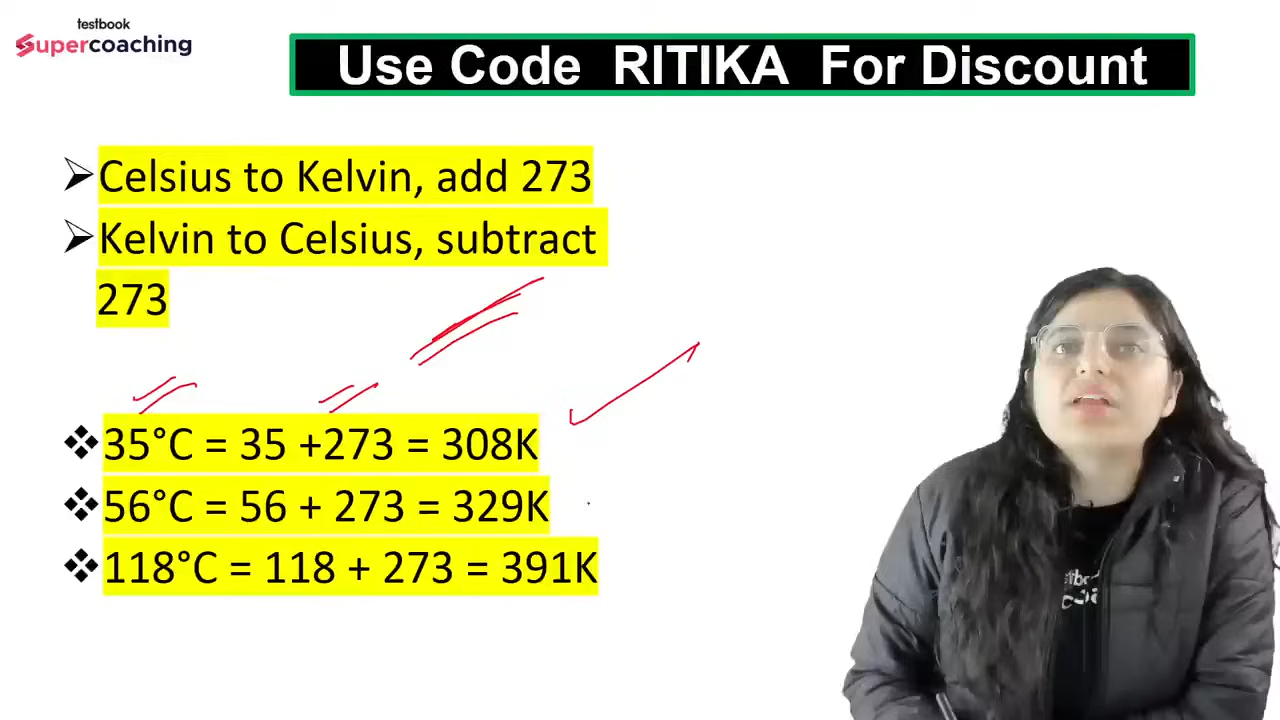 testbook
Supercoaching
Use Code RITIKA For Discount
➢Celsius to Kelvin, add 273
➢Kelvin to Celsius, subtract
273
❖35°C = 35 +273 = 308K
❖56°C = 56 + 273 = 329K
❖118°C = 118 + 273 = 391K